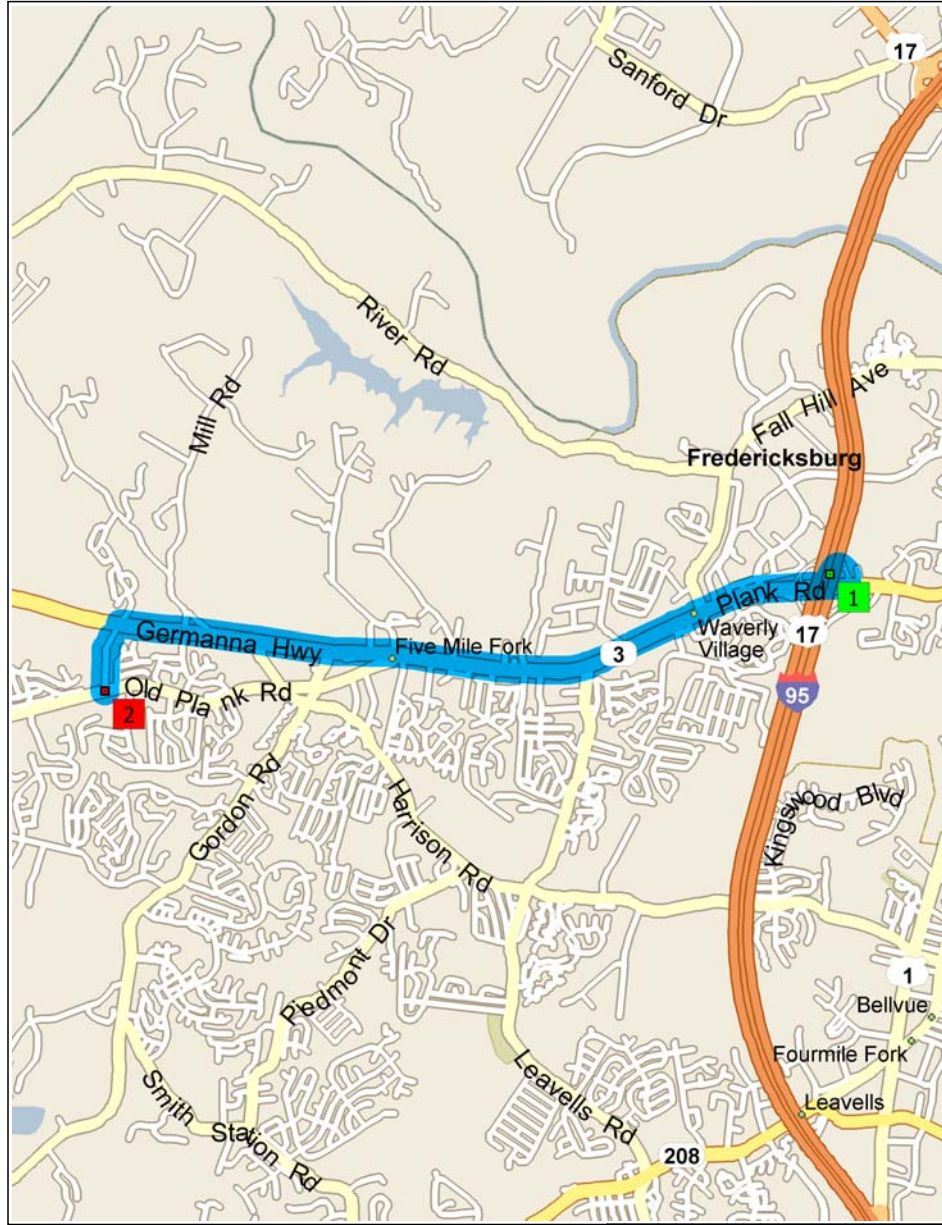 17
Sanford Dr
River Rd
Mill Rd
Fall Hill Ave
Fredericksburg
Plank Rd
1
Germanna Hwy
Five Mile Fork
3
Waverly
Village
17
95
Old Plank Rd
2
Gordon Rd
Harrison Rd
Kingswood Blvd
Piedmont Dr
1
Bellvue
Fourmile Fork
Leavells
Smith Station Rd
Leavells Rd
208